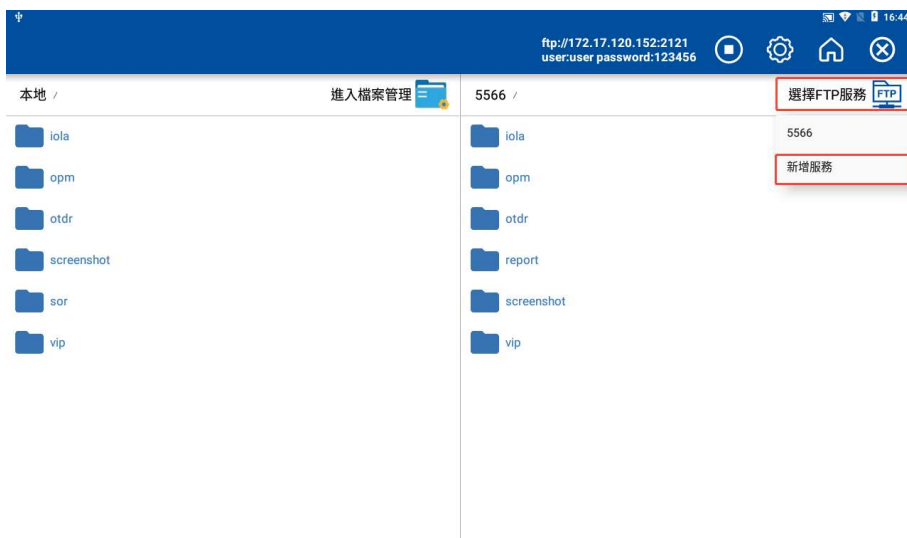 16:44
ftp://172.17.120.152:2121
user:user password:123456
本地 /
進入檔案管理
5566 /
選擇FTP服務
FTP
iola
opm
otdr
screenshot
sor
vip
iola
opm
otdr
report
screenshot
vip
5566
新增服務